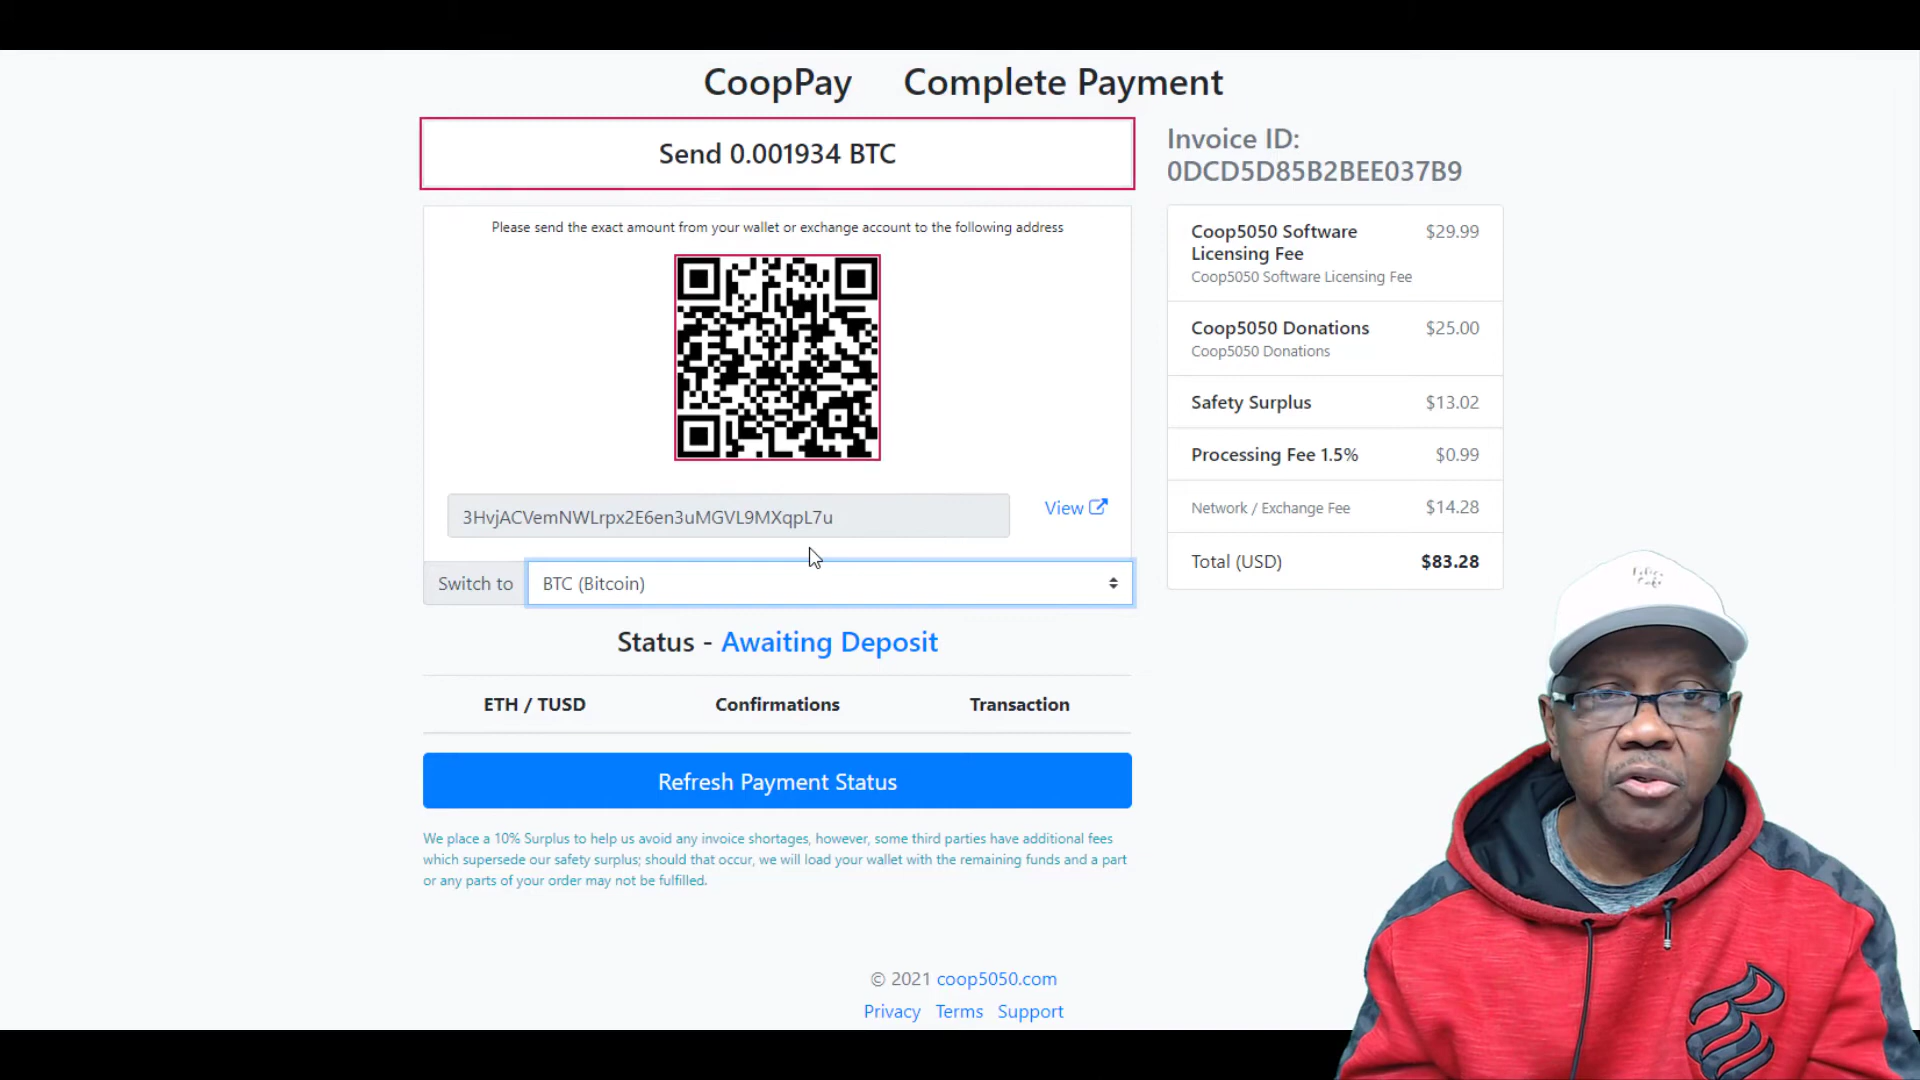 CoopPay Complete Payment
Send 0.001934 BTC
Please send the exact amount from your wallet or exchange account to the following address
3HvjACVemNWLrpx2E6en3uMGVL9MXqpL7u
View
Switch to
BTC (Bitcoin)
Status - Awaiting Deposit
ETH / TUSD Confirmations Transaction
Refresh Payment Status
We place a 10% Surplus to help us avoid any invoice shortages, however, some third parties have additional fees
which supersede our safety surplus; should that occur, we will load your wallet with the remaining funds and a part
or any parts of your order may not be fulfilled.
Invoice ID:
0DCD5D85B2BEE037B9
Coop5050 Software $29.99
Licensing Fee
Coop5050 Software Licensing Fee
Coop5050 Donations $25.00
Coop5050 Donations
Safety Surplus $13.02
Processing Fee 1.5% $0.99
Network / Exchange Fee $14.28
Total (USD) $83.28
© 2021 coop5050.com
Privacy Terms Support